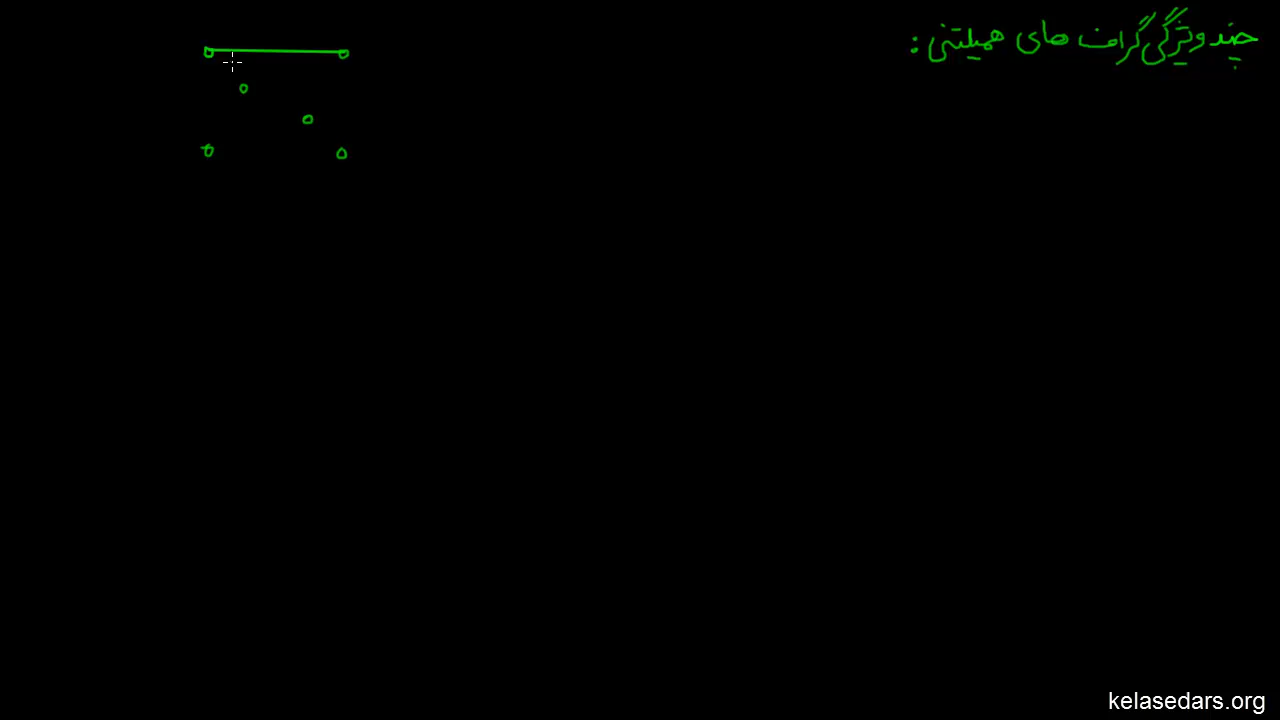 چند ویژگی گراف های همیلتنی :
kelasedars.org